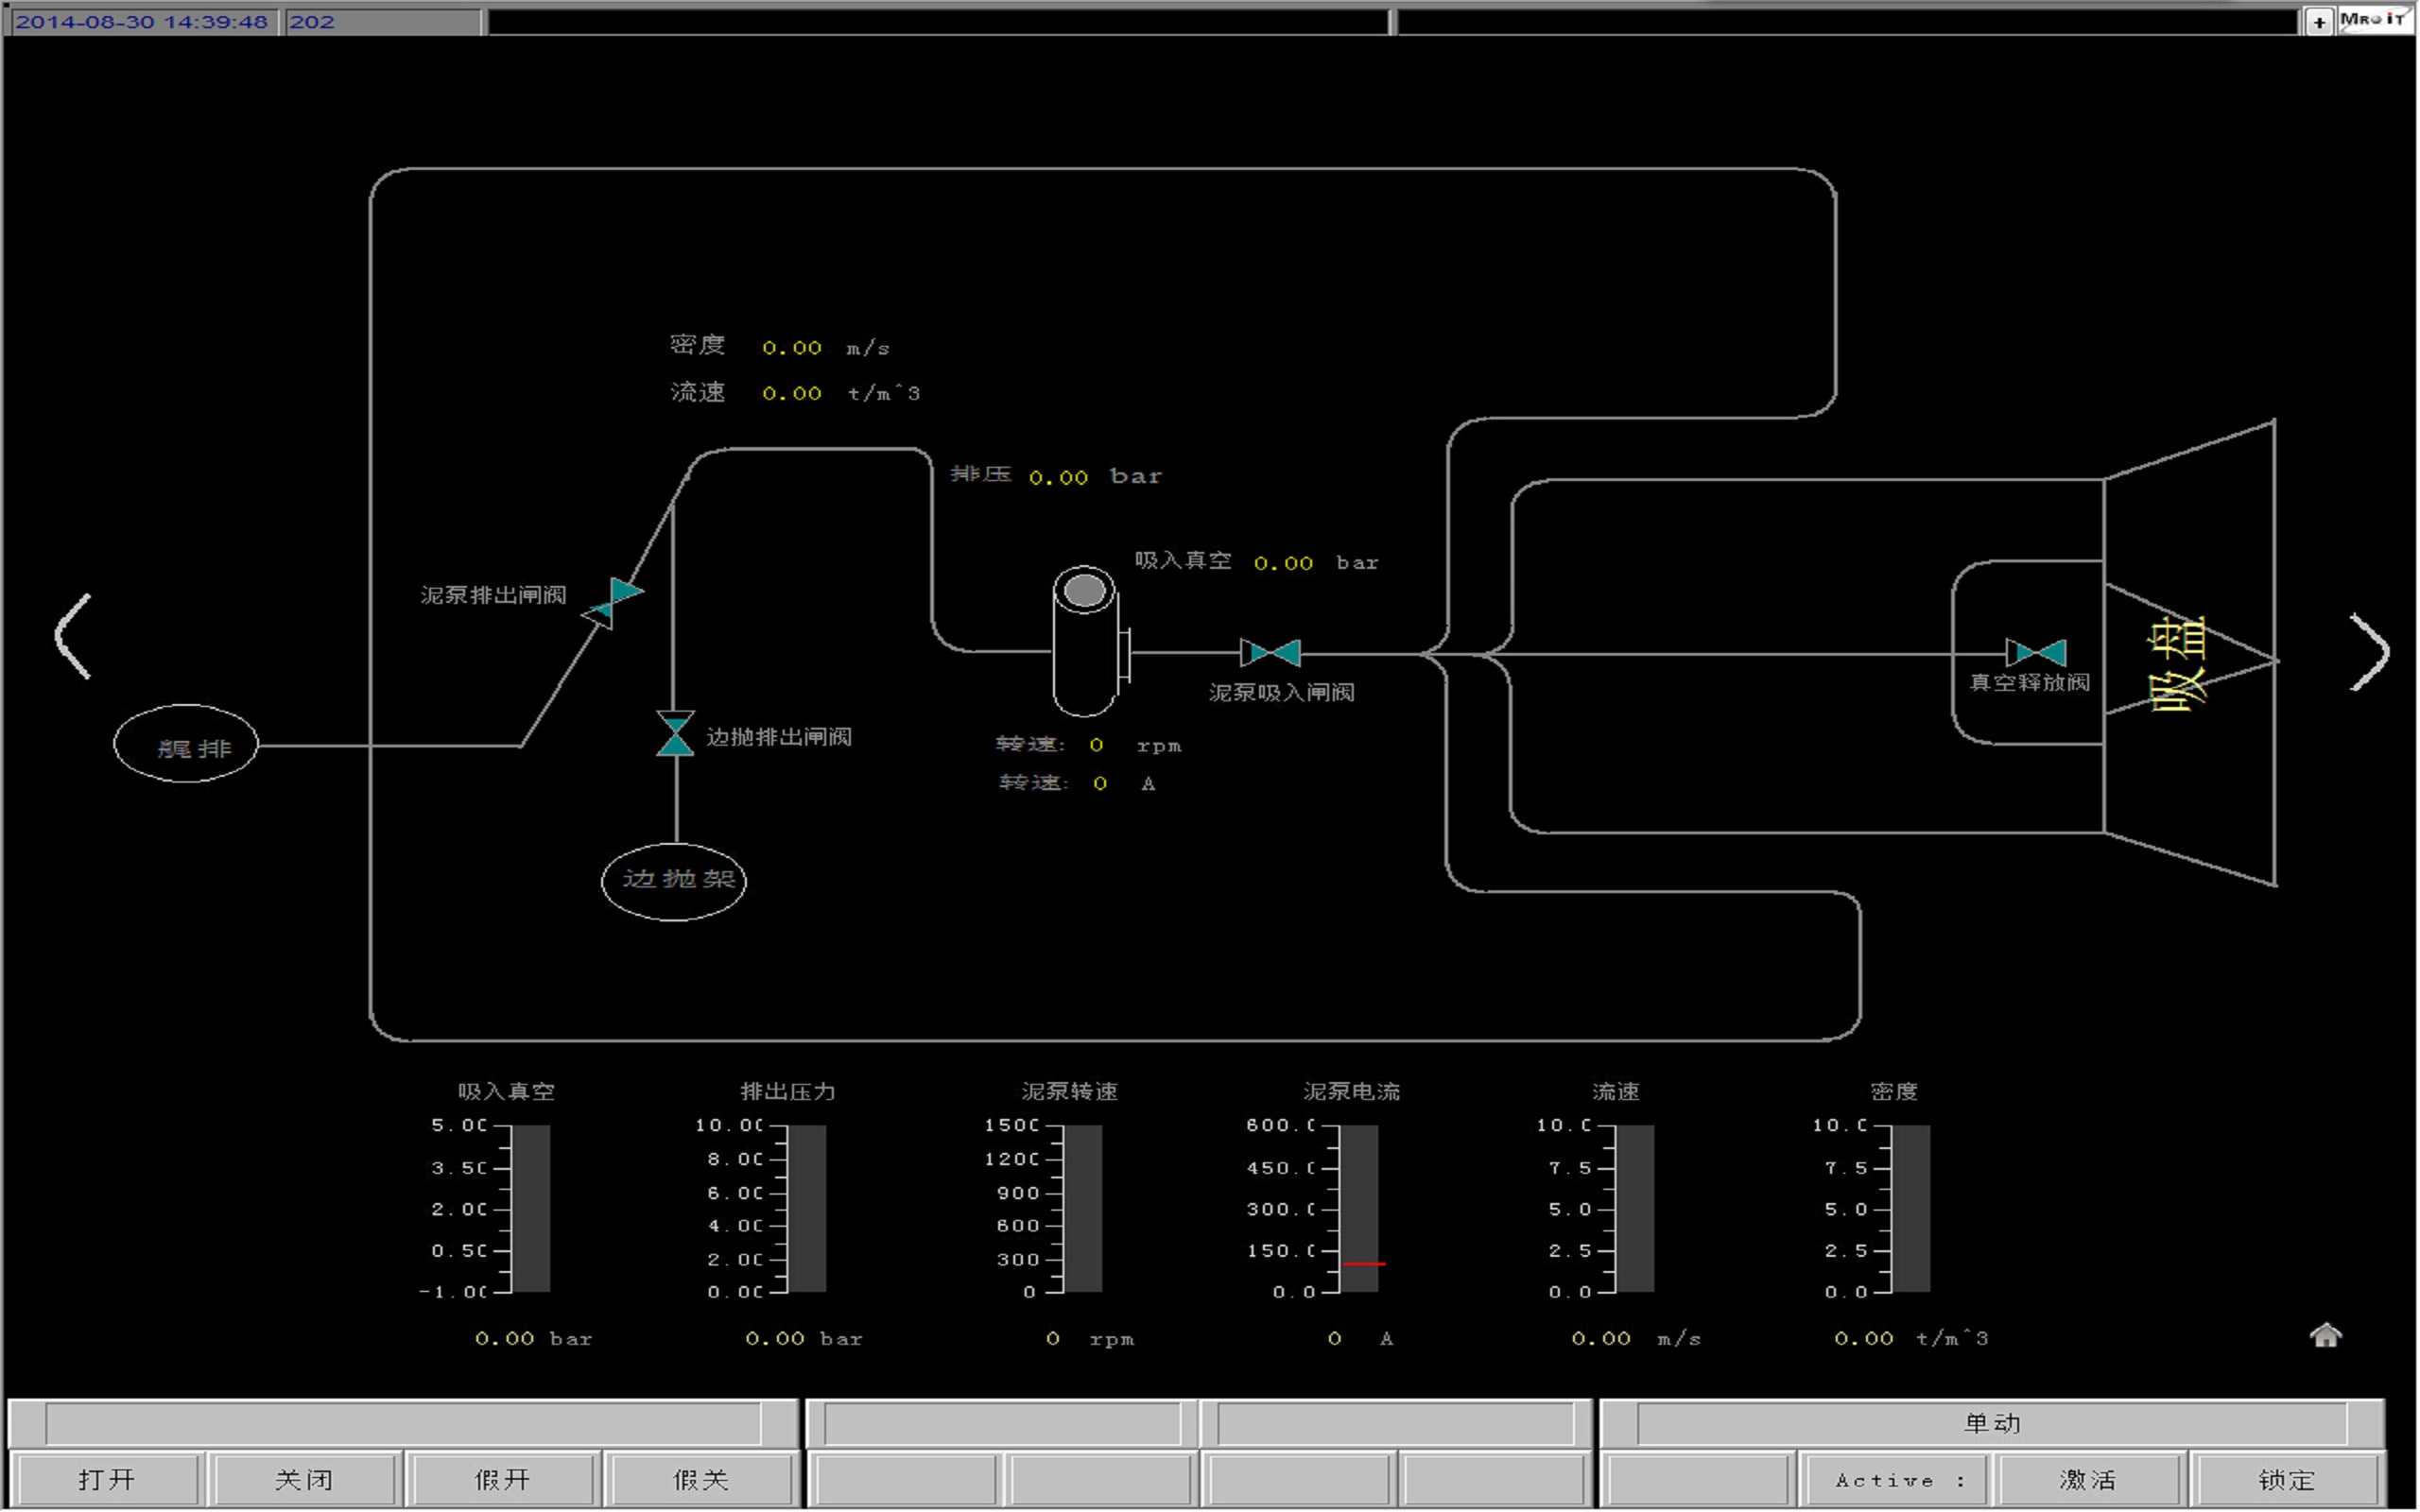 2014-08-30 14:39:48 202 + MRO IT
密度 0.00 m/s
流速 0.00 t/m^3
排压 0.00 bar
吸入真空 0.00 bar
泥泵排出闸阀
泥泵吸入闸阀
真空释放阀
吸盘
艉排
边抛排出闸阀
转速: 0 rpm
转速: 0 A
边抛架
吸入真空 排出压力 泥泵转速 泥泵电流 流速 密度
5.00 10.00 1500 600.0 10.0 10.0
8.00 1200
3.50 450.0 7.5 7.5
6.00 900
2.00 300.0 5.0 5.0
4.00 600
0.50 150.0 2.5 2.5
2.00 300
-1.00 0.00 0 0.0 0.0 0.0
0.00 bar 0.00 bar 0 rpm 0 A 0.00 m/s 0.00 t/m^3
单动
打开 关闭 假开 假关 Active : 激活 锁定